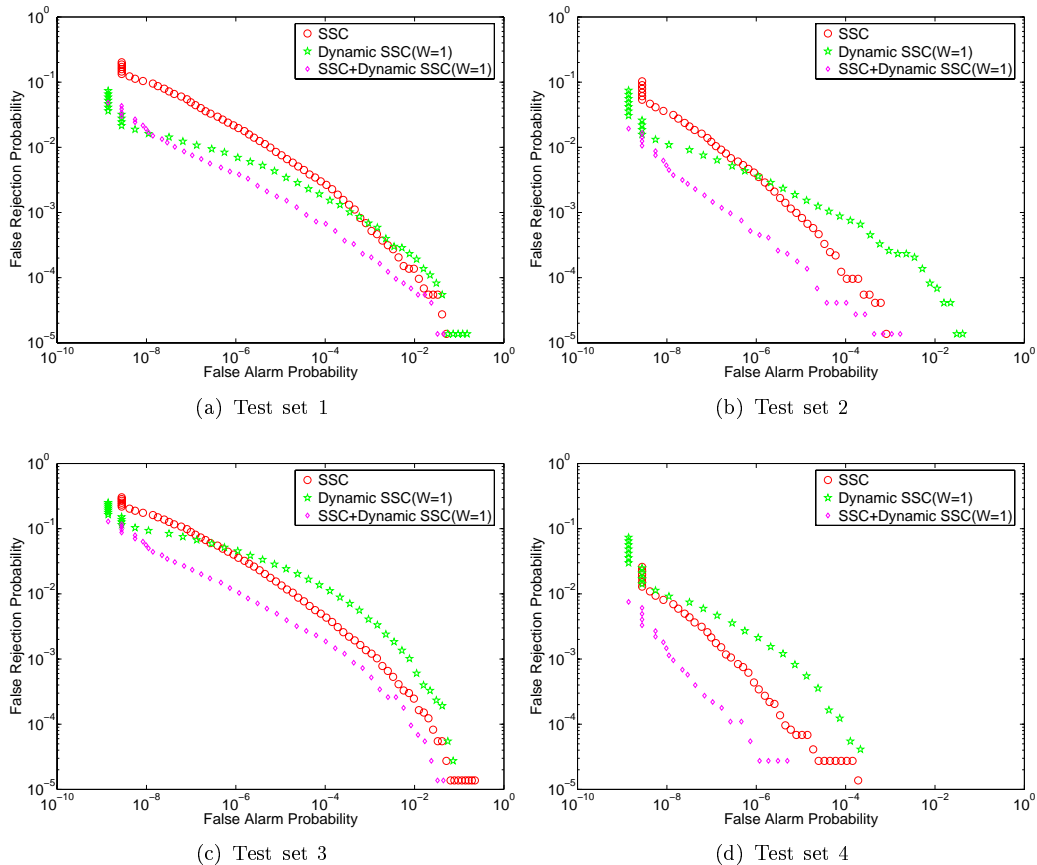 SSC
Dynamic SSC(W=1)
SSC+Dynamic SSC(W=1)
10^0
10^-1
10^-2
10^-3
10^-4
10^-5
False Rejection Probability
10^-10
10^-8
10^-6
10^-4
10^-2
10^0
False Alarm Probability
(a) Test set 1
SSC
Dynamic SSC(W=1)
SSC+Dynamic SSC(W=1)
10^0
10^-1
10^-2
10^-3
10^-4
10^-5
False Rejection Probability
10^-10
10^-8
10^-6
10^-4
10^-2
10^0
False Alarm Probability
(b) Test set 2
SSC
Dynamic SSC(W=1)
SSC+Dynamic SSC(W=1)
10^0
10^-1
10^-2
10^-3
10^-4
10^-5
False Rejection Probability
10^-10
10^-8
10^-6
10^-4
10^-2
10^0
False Alarm Probability
(c) Test set 3
SSC
Dynamic SSC(W=1)
SSC+Dynamic SSC(W=1)
10^0
10^-1
10^-2
10^-3
10^-4
10^-5
False Rejection Probability
10^-10
10^-8
10^-6
10^-4
10^-2
10^0
False Alarm Probability
(d) Test set 4